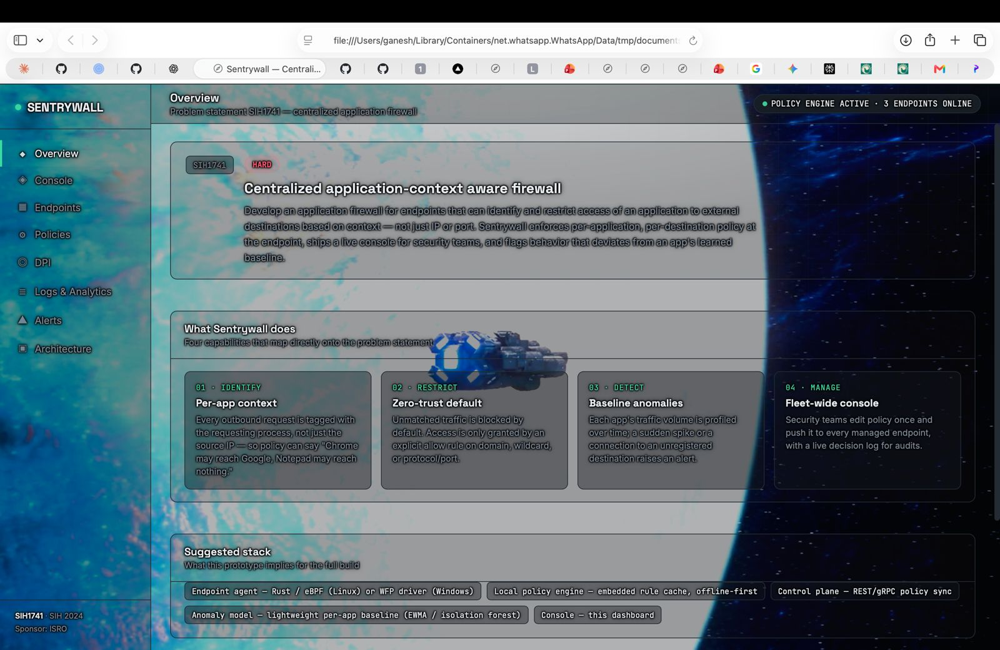 file:///Users/ganesh/Library/Containers/net.whatsapp.WhatsApp/Data/tmp/document
1
L
Sentrywall — Centrali...
SENTRYWALL
Overview
Console
Endpoints
Policies
DPI
Logs & Analytics
Alerts
Architecture
SIH1741 · SIH 2024
Sponsor: ISRO
Overview
Problem statement SIH1741 — centralized application firewall
POLICY ENGINE ACTIVE · 3 ENDPOINTS ONLINE
SIH1741
HARD
Centralized application-context aware firewall
Develop an application firewall for endpoints that can identify and restrict access of an application to external
destinations based on context — not just IP or port. Sentrywall enforces per-application, per-destination policy at
the endpoint, ships a live console for security teams, and flags behavior that deviates from an app's learned
baseline.
What Sentrywall does
Four capabilities that map directly onto the problem statement
01 · IDENTIFY
Per-app context
Every outbound request is tagged with
the requesting process, not just the
source IP — so policy can say "Chrome
may reach Google, Notepad may reach
nothing."
02 · RESTRICT
Zero-trust default
Unmatched traffic is blocked by
default. Access is only granted by an
explicit allow rule on domain, wildcard,
or protocol/port.
03 · DETECT
Baseline anomalies
Each app's traffic volume is profiled
over time; a sudden spike or a
connection to an unregistered
destination raises an alert.
04 · MANAGE
Fleet-wide console
Security teams edit policy once and
push it to every managed endpoint,
with a live decision log for audits.
Suggested stack
What this prototype implies for the full build
Endpoint agent — Rust / eBPF (Linux) or WFP driver (Windows)
Local policy engine — embedded rule cache, offline-first
Control plane — REST/gRPC policy sync
Anomaly model — lightweight per-app baseline (EWMA / isolation forest)
Console — this dashboard